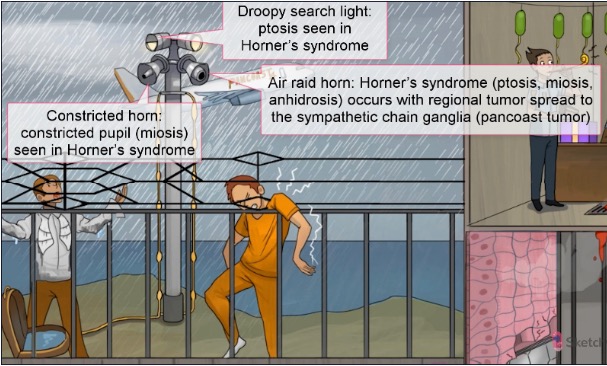 Droopy search light:
ptosis seen in
Horner's syndrome
Air raid horn: Horner's syndrome (ptosis, miosis,
anhidrosis) occurs with regional tumor spread to
the sympathetic chain ganglia (pancoast tumor)
Constricted horn:
constricted pupil (miosis)
seen in Horner's syndrome
PANCOAST
Sketch